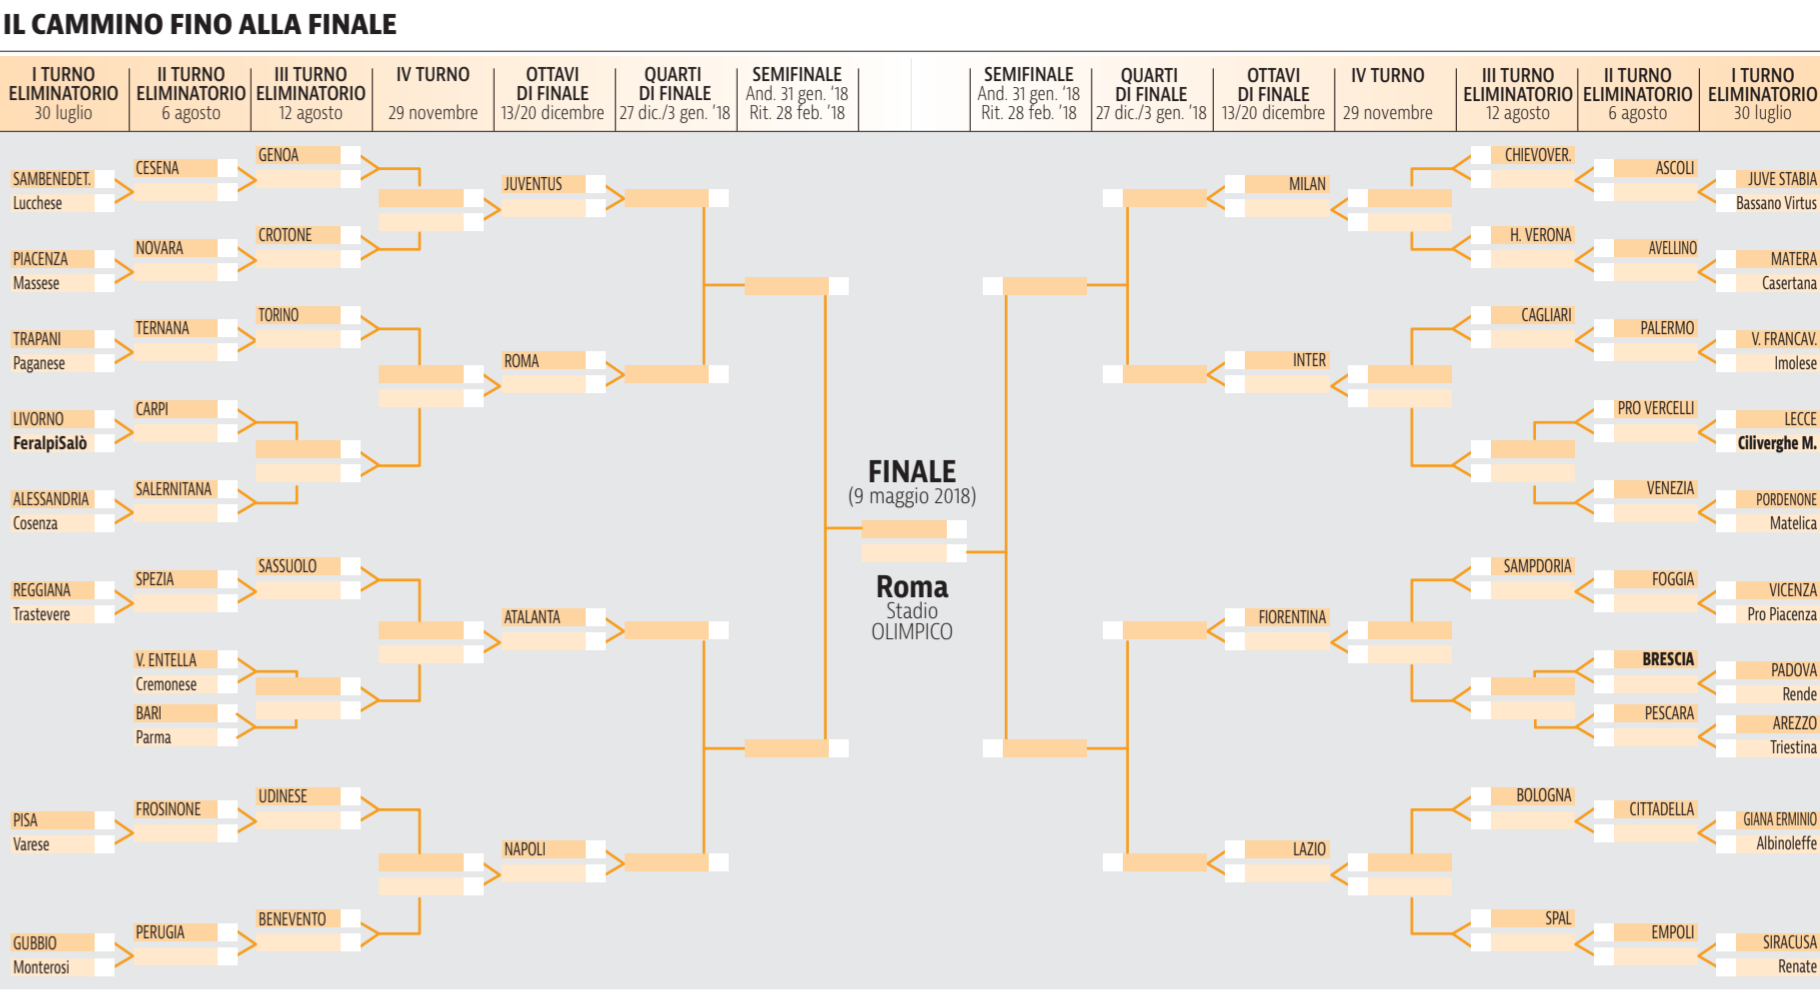 IL CAMMINO FINO ALLA FINALE
I TURNO
ELIMINATORIO
30 luglio
II TURNO
ELIMINATORIO
6 agosto
III TURNO
ELIMINATORIO
12 agosto
IV TURNO
29 novembre
OTTAVI
DI FINALE
13/20 dicembre
QUARTI
DI FINALE
27 dic./3 gen. '18
SEMIFINALE
And. 31 gen. '18
Rit. 28 feb. '18
SEMIFINALE
And. 31 gen. '18
Rit. 28 feb. '18
QUARTI
DI FINALE
27 dic./3 gen. '18
OTTAVI
DI FINALE
13/20 dicembre
IV TURNO
29 novembre
III TURNO
ELIMINATORIO
12 agosto
II TURNO
ELIMINATORIO
6 agosto
I TURNO
ELIMINATORIO
30 luglio
SAMBENEDET.
Lucchese
PIACENZA
Massese
TRAPANI
Paganese
LIVORNO
FeralpiSalò
ALESSANDRIA
Cosenza
REGGIANA
Trastevere
PISA
Varese
GUBBIO
Monterosi
CESENA
NOVARA
TERNANA
CARPI
SALERNITANA
SPEZIA
V. ENTELLA
Cremonese
BARI
Parma
FROSINONE
PERUGIA
GENOA
CROTONE
TORINO
SASSUOLO
UDINESE
BENEVENTO
JUVENTUS
ROMA
ATALANTA
NAPOLI
FINALE
(9 maggio 2018)
Roma
Stadio
OLIMPICO
MILAN
INTER
FIORENTINA
LAZIO
CHIEVOVER.
H. VERONA
CAGLIARI
SAMPDORIA
BOLOGNA
SPAL
ASCOLI
AVELLINO
PALERMO
PRO VERCELLI
VENEZIA
FOGGIA
BRESCIA
PESCARA
CITTADELLA
EMPOLI
JUVE STABIA
Bassano Virtus
MATERA
Casertana
V. FRANCAV.
Imolese
LECCE
Ciliverghe M.
PORDENONE
Matelica
VICENZA
Pro Piacenza
PADOVA
Rende
AREZZO
Triestina
GIANA ERMINIO
Albinoleffe
SIRACUSA
Renate